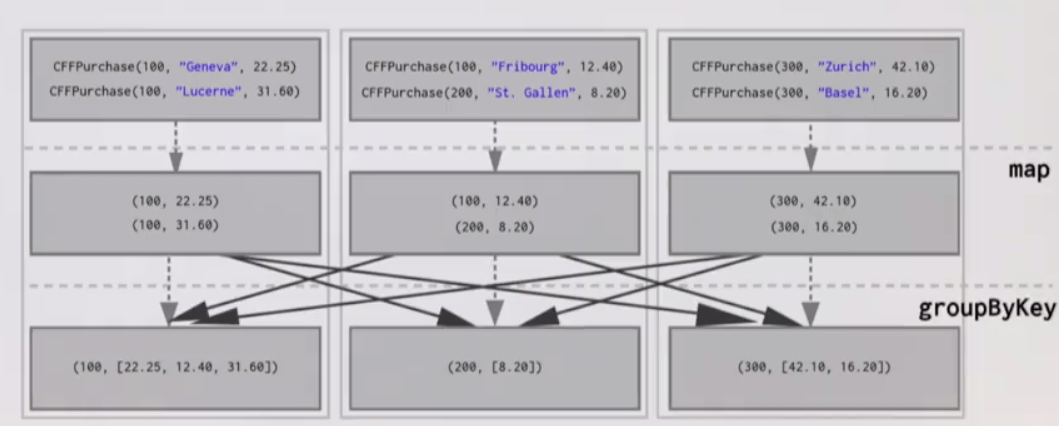 CFFPurchase(100, "Geneva", 22.25)
CFFPurchase(100, "Lucerne", 31.60)
CFFPurchase(100, "Fribourg", 12.40)
CFFPurchase(200, "St. Gallen", 8.20)
CFFPurchase(300, "Zurich", 42.10)
CFFPurchase(300, "Basel", 16.20)
map
(100, 22.25)
(100, 31.60)
(100, 12.40)
(200, 8.20)
(300, 42.10)
(300, 16.20)
groupByKey
(100, [22.25, 12.40, 31.60])
(200, [8.20])
(300, [42.10, 16.20])